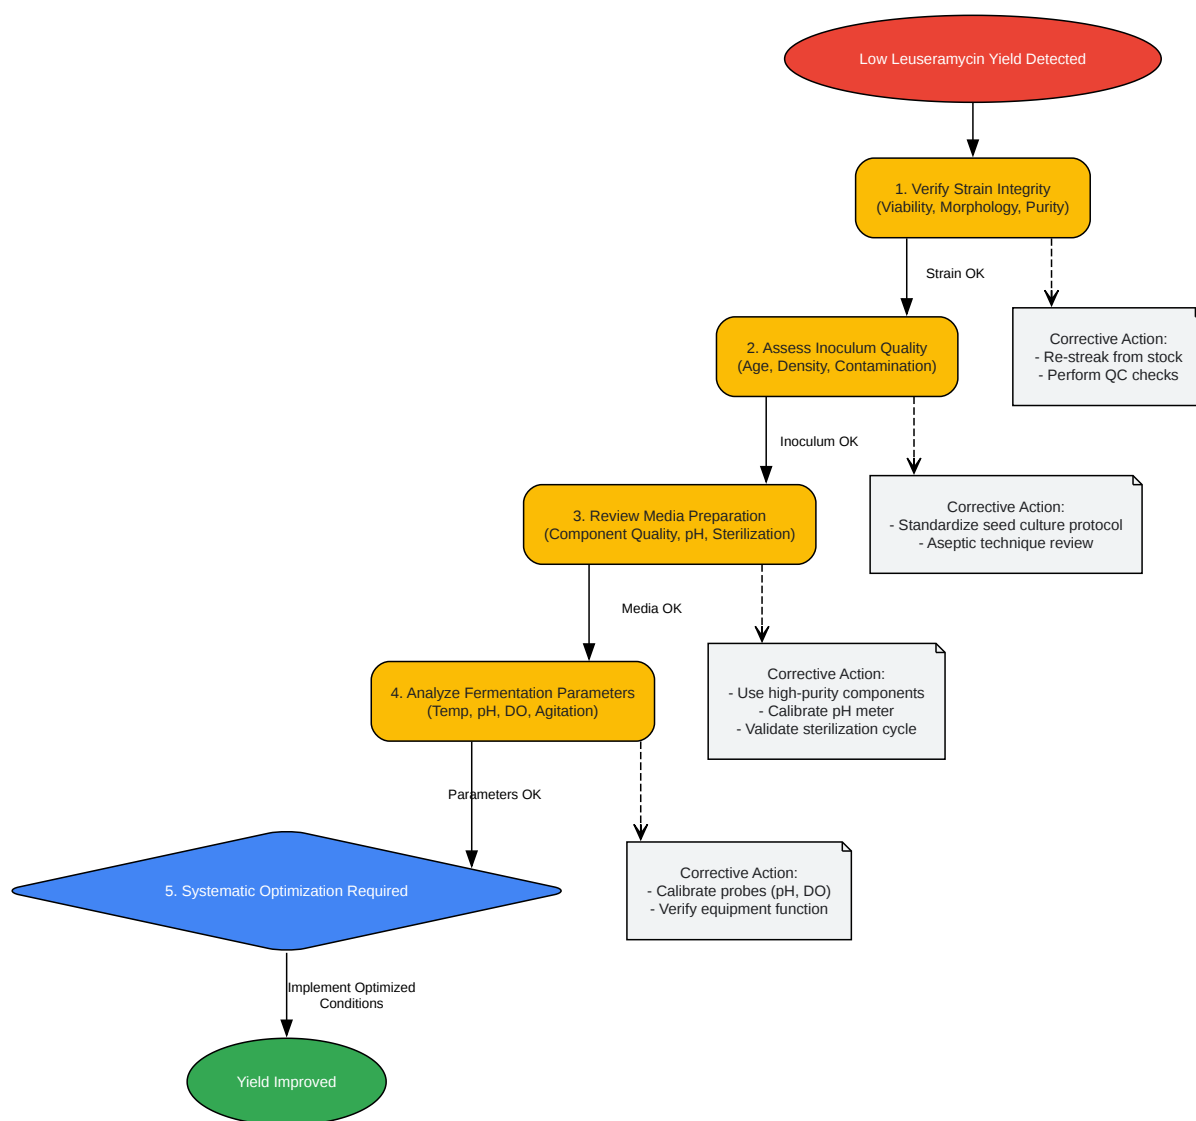 Low Leuseramycin Yield Detected
1. Verify Strain Integrity
(Viability, Morphology, Purity)
Strain OK
2. Assess Inoculum Quality
(Age, Density, Contamination)
Corrective Action:
- Re-streak from stock
- Perform QC checks
Inoculum OK
3. Review Media Preparation
(Component Quality, pH, Sterilization)
Corrective Action:
- Standardize seed culture protocol
- Aseptic technique review
Media OK
4. Analyze Fermentation Parameters
(Temp, pH, DO, Agitation)
Corrective Action:
- Use high-purity components
- Calibrate pH meter
- Validate sterilization cycle
Parameters OK
5. Systematic Optimization Required
Corrective Action:
- Calibrate probes (pH, DO)
- Verify equipment function
Implement Optimized
Conditions
Yield Improved